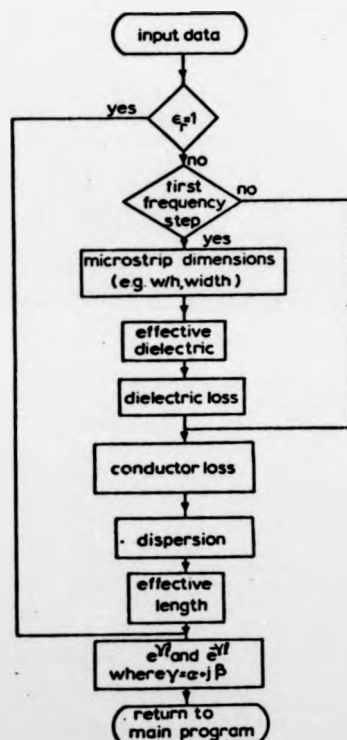 input data
yes
εr=1
no
first
frequency
step
no
yes
microstrip dimensions
(e.g. w/h, width)
effective
dielectric
dielectric loss
conductor loss
dispersion
effective
length
e^γℓ and e^-γℓ
where γ=α+jβ
return to
main program